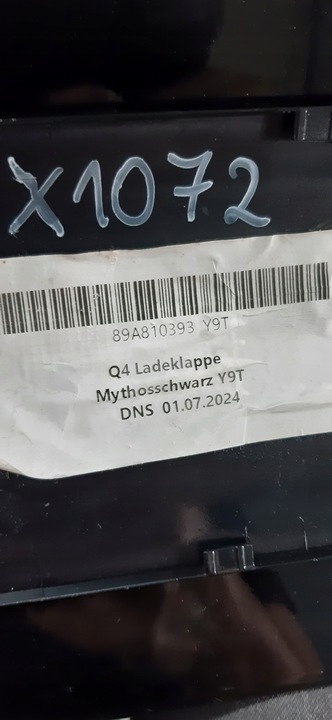 X1072
89A810393 Y9T
Q4 Ladeklappe
Mythosschwarz Y9T
DNS 01.07.2024